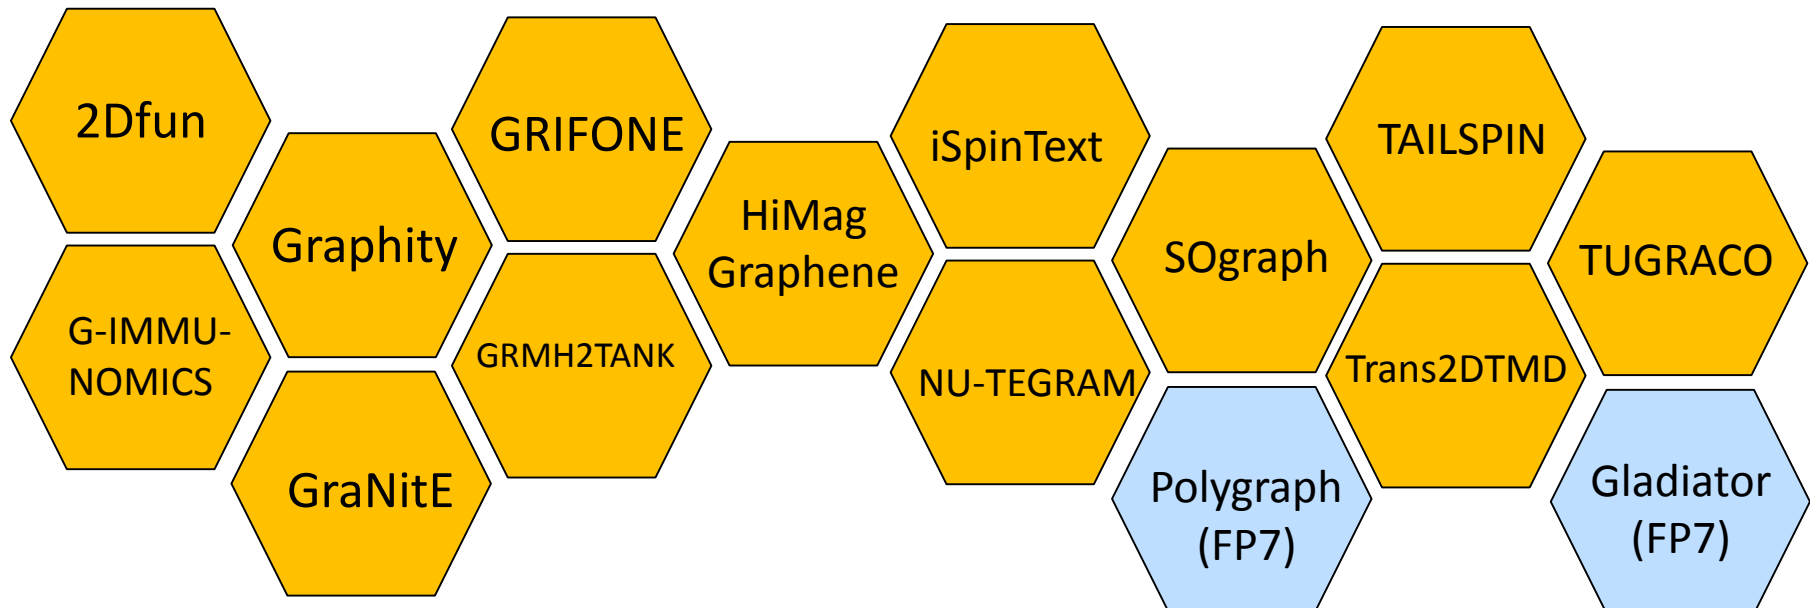 2Dfun
GRIFONE
iSpinText
TAILSPIN
Graphity
HiMag
Graphene
SOgraph
TUGRACO
G-IMMU-
NOMICS
GRMH2TANK
NU-TEGRAM
Trans2DTMD
GraNitE
Polygraph
(FP7)
Gladiator
(FP7)